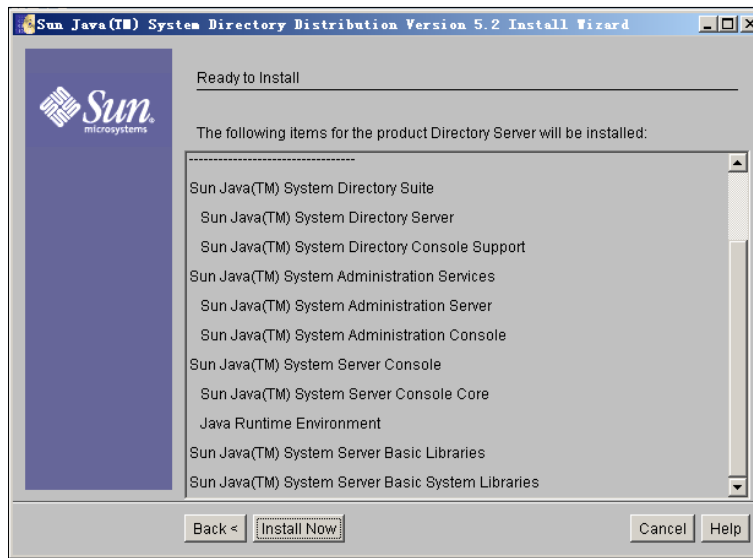 Sun Java(TM) System Directory Distribution Version 5.2 Install Wizard
Sun
microsystems
Ready to Install
The following items for the product Directory Server will be installed:
----------------------------------
Sun Java(TM) System Directory Suite
Sun Java(TM) System Directory Server
Sun Java(TM) System Directory Console Support
Sun Java(TM) System Administration Services
Sun Java(TM) System Administration Server
Sun Java(TM) System Administration Console
Sun Java(TM) System Server Console
Sun Java(TM) System Server Console Core
Java Runtime Environment
Sun Java(TM) System Server Basic Libraries
Sun Java(TM) System Server Basic System Libraries
Back < Install Now Cancel Help